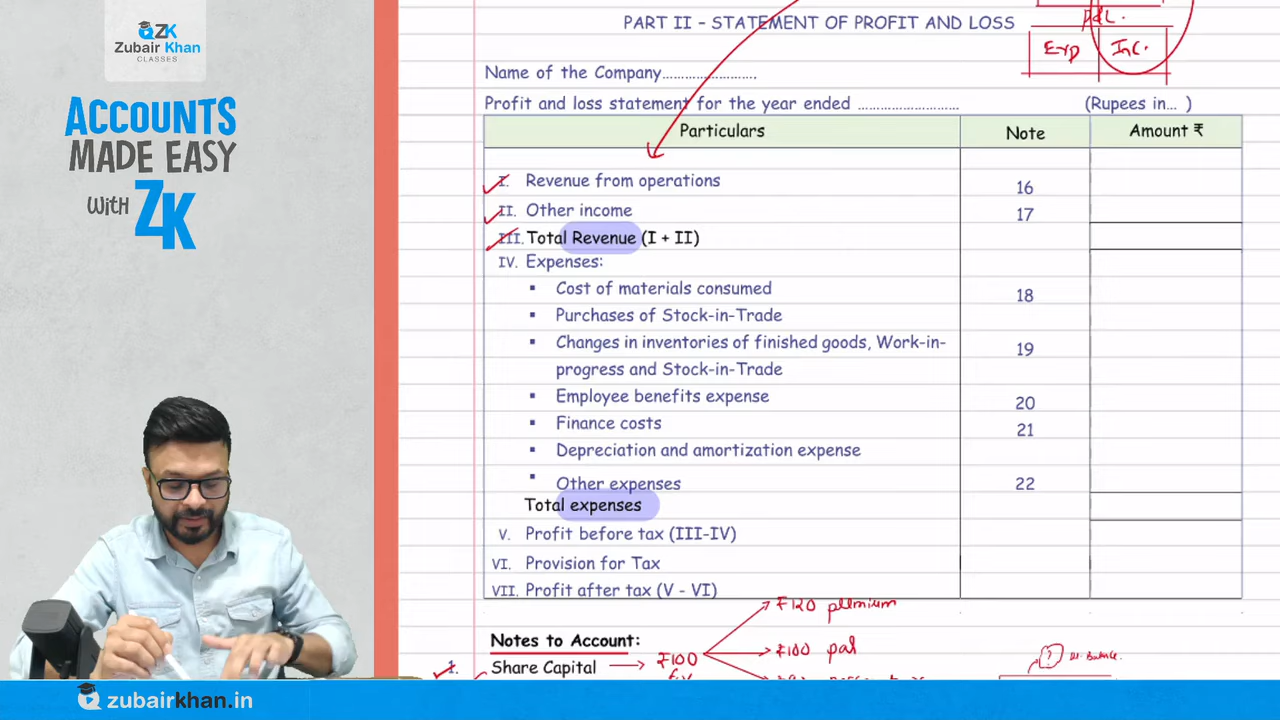 ZK
Zubair Khan
CLASSES
ACCOUNTS
MADE EASY
WITH ZK
PART II – STATEMENT OF PROFIT AND LOSS
P&L.
Exp Inc.
Name of the Company........................
Profit and loss statement for the year ended ........................... (Rupees in... )
Particulars Note Amount ₹
I. Revenue from operations 16
II. Other income 17
III. Total Revenue (I + II)
IV. Expenses:
▪ Cost of materials consumed 18
▪ Purchases of Stock-in-Trade
▪ Changes in inventories of finished goods, Work-in-
progress and Stock-in-Trade 19
▪ Employee benefits expense 20
▪ Finance costs 21
▪ Depreciation and amortization expense
▪ Other expenses 22
Total expenses
V. Profit before tax (III-IV)
VI. Provision for Tax
VII. Profit after tax (V - VI)
₹120 premium
Notes to Account:
₹100 par
1. Share Capital → ₹100
zubairkhan.in